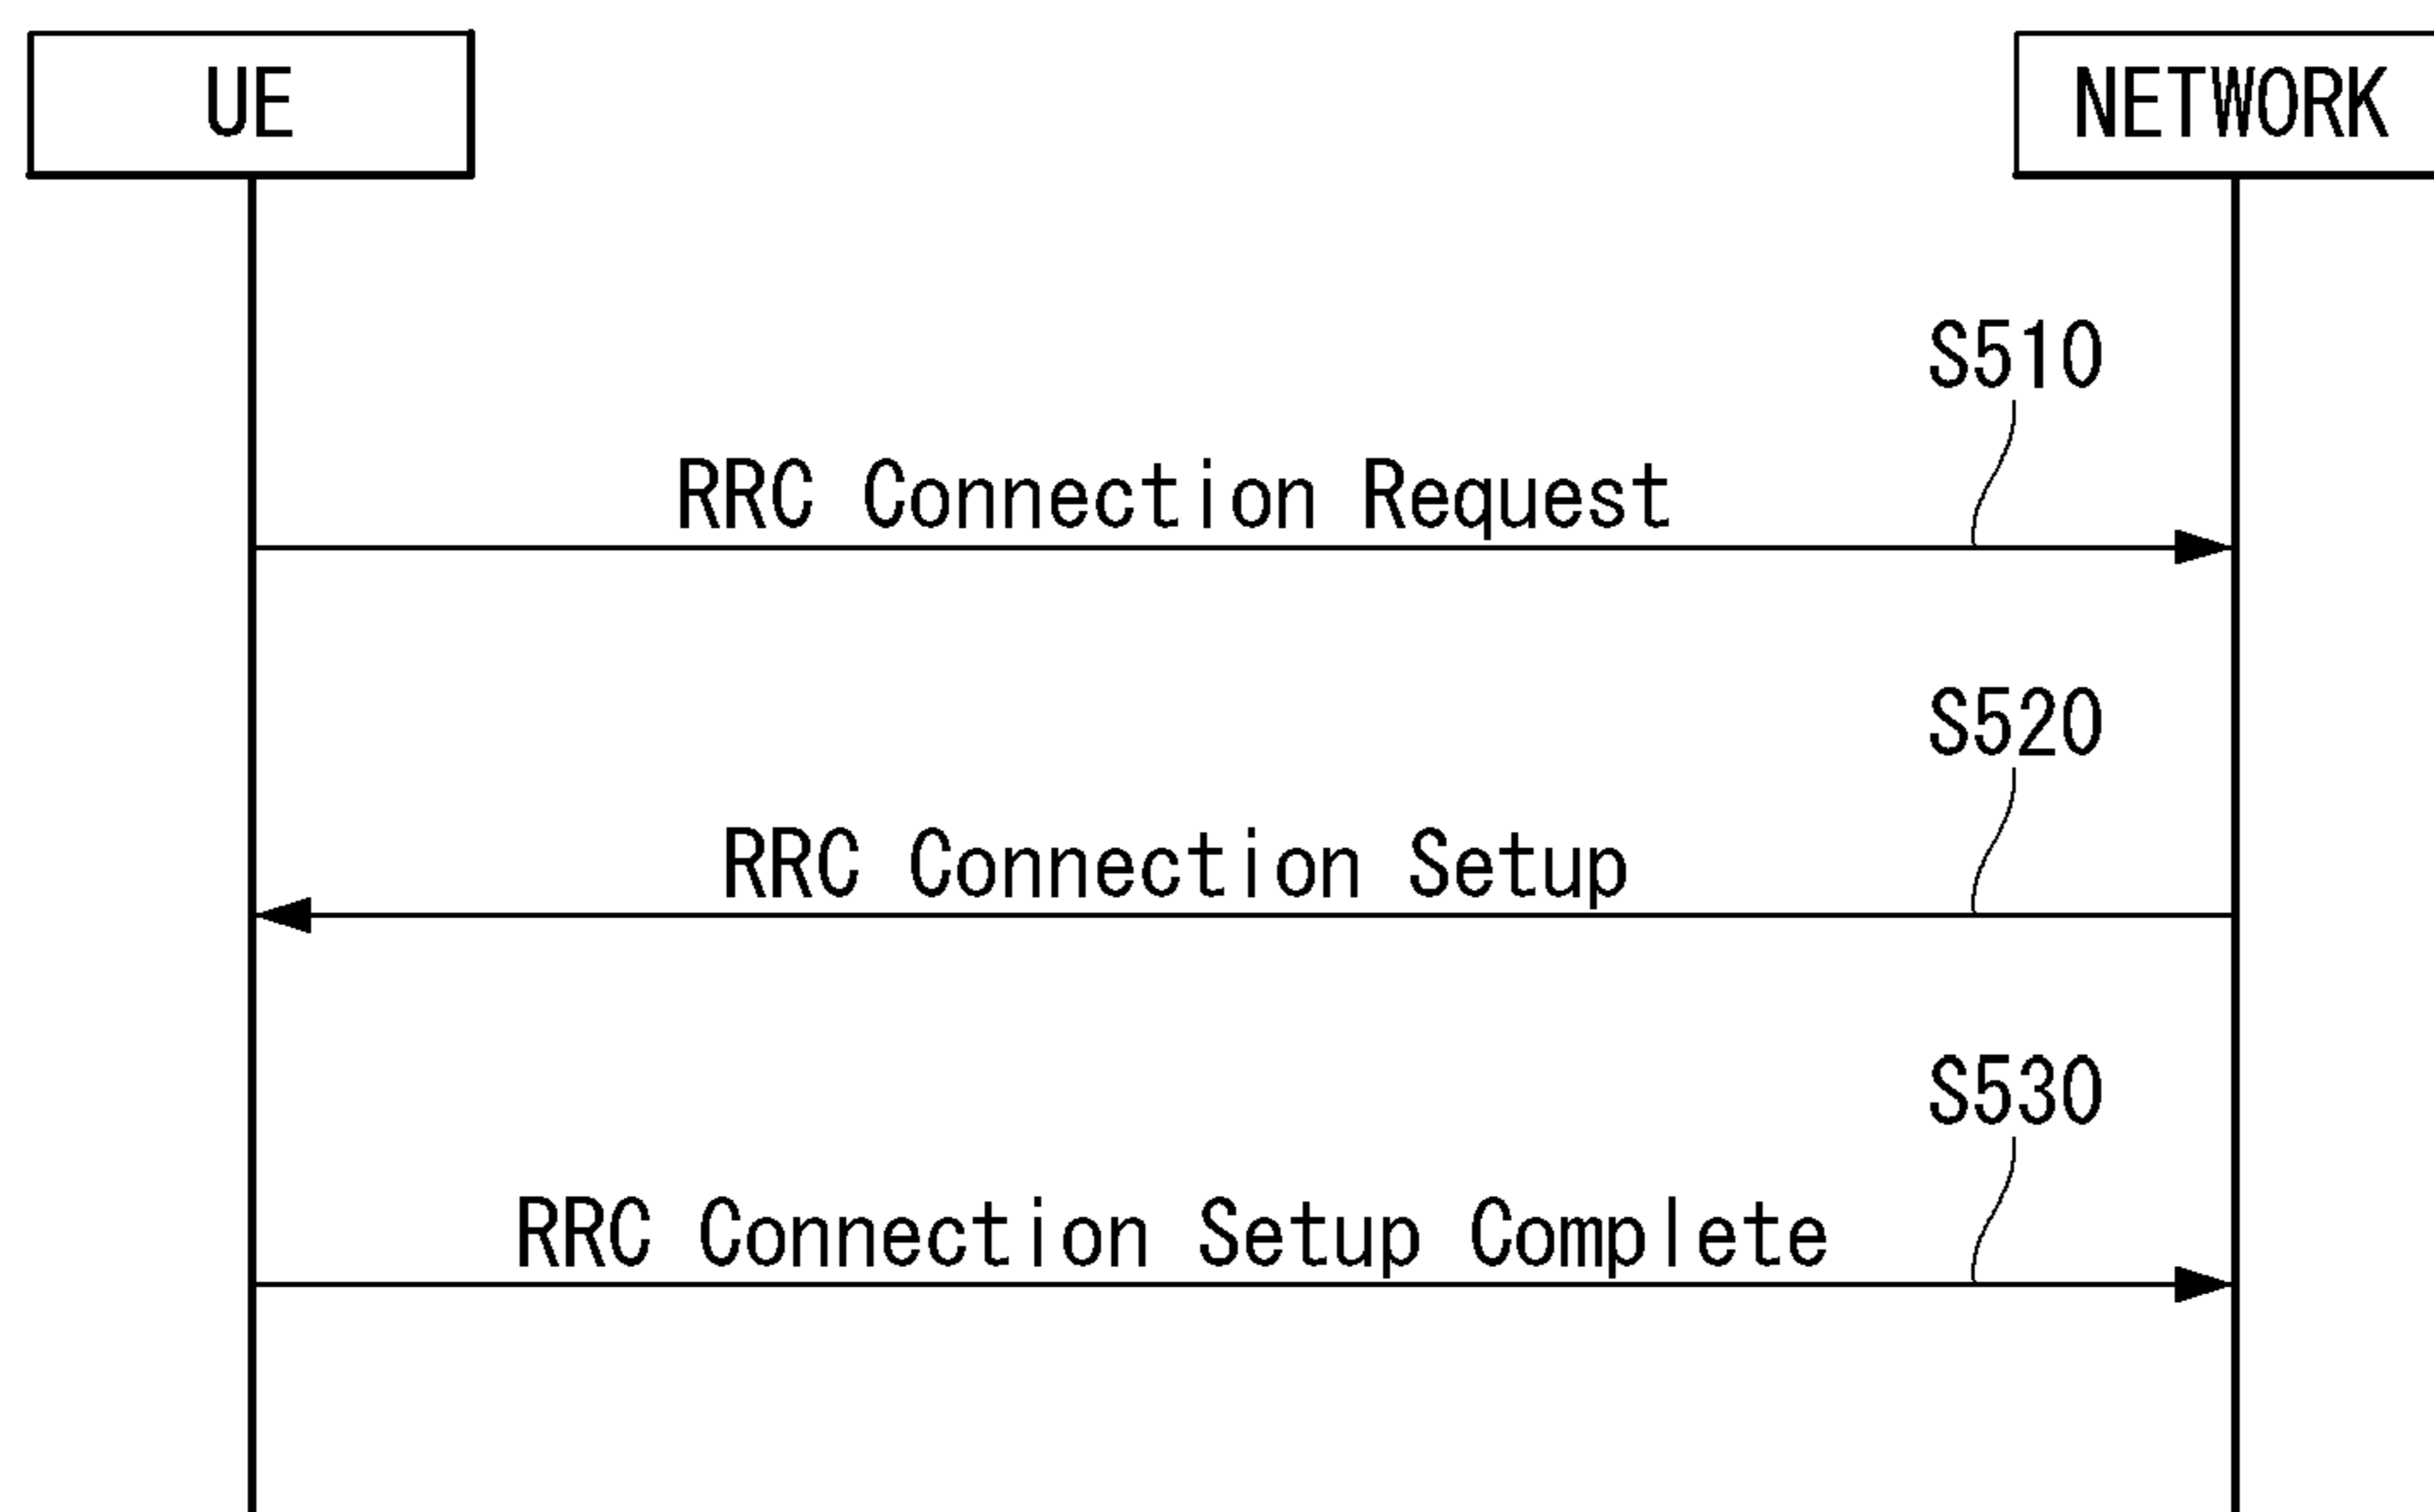 UE
NETWORK
S510
RRC Connection Request
S520
RRC Connection Setup
S530
RRC Connection Setup Complete